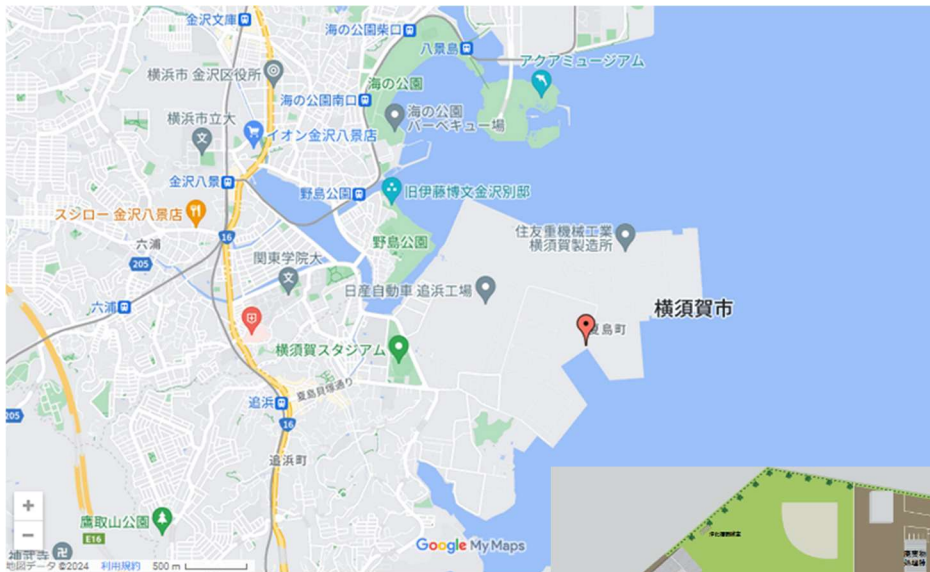 金沢文庫
海の公園柴口
八景島
アクアミュージアム
横浜市 金沢区役所
海の公園
海の公園南口
海の公園
バーベキュー場
横浜市立大
イオン金沢八景店
金沢八景
野島公園
旧伊藤博文金沢別邸
スシロー 金沢八景店
16
六浦
205
関東学院大
野島公園
住友重機械工業
横須賀製造所
日産自動車 追浜工場
六浦
横須賀市
夏島町
横須賀スタジアム
夏島貝塚通り
追浜
205
16
追浜町
鷹取山公園
E16
神武寺
Google My Maps
地図データ ©2024
利用規約
500 m